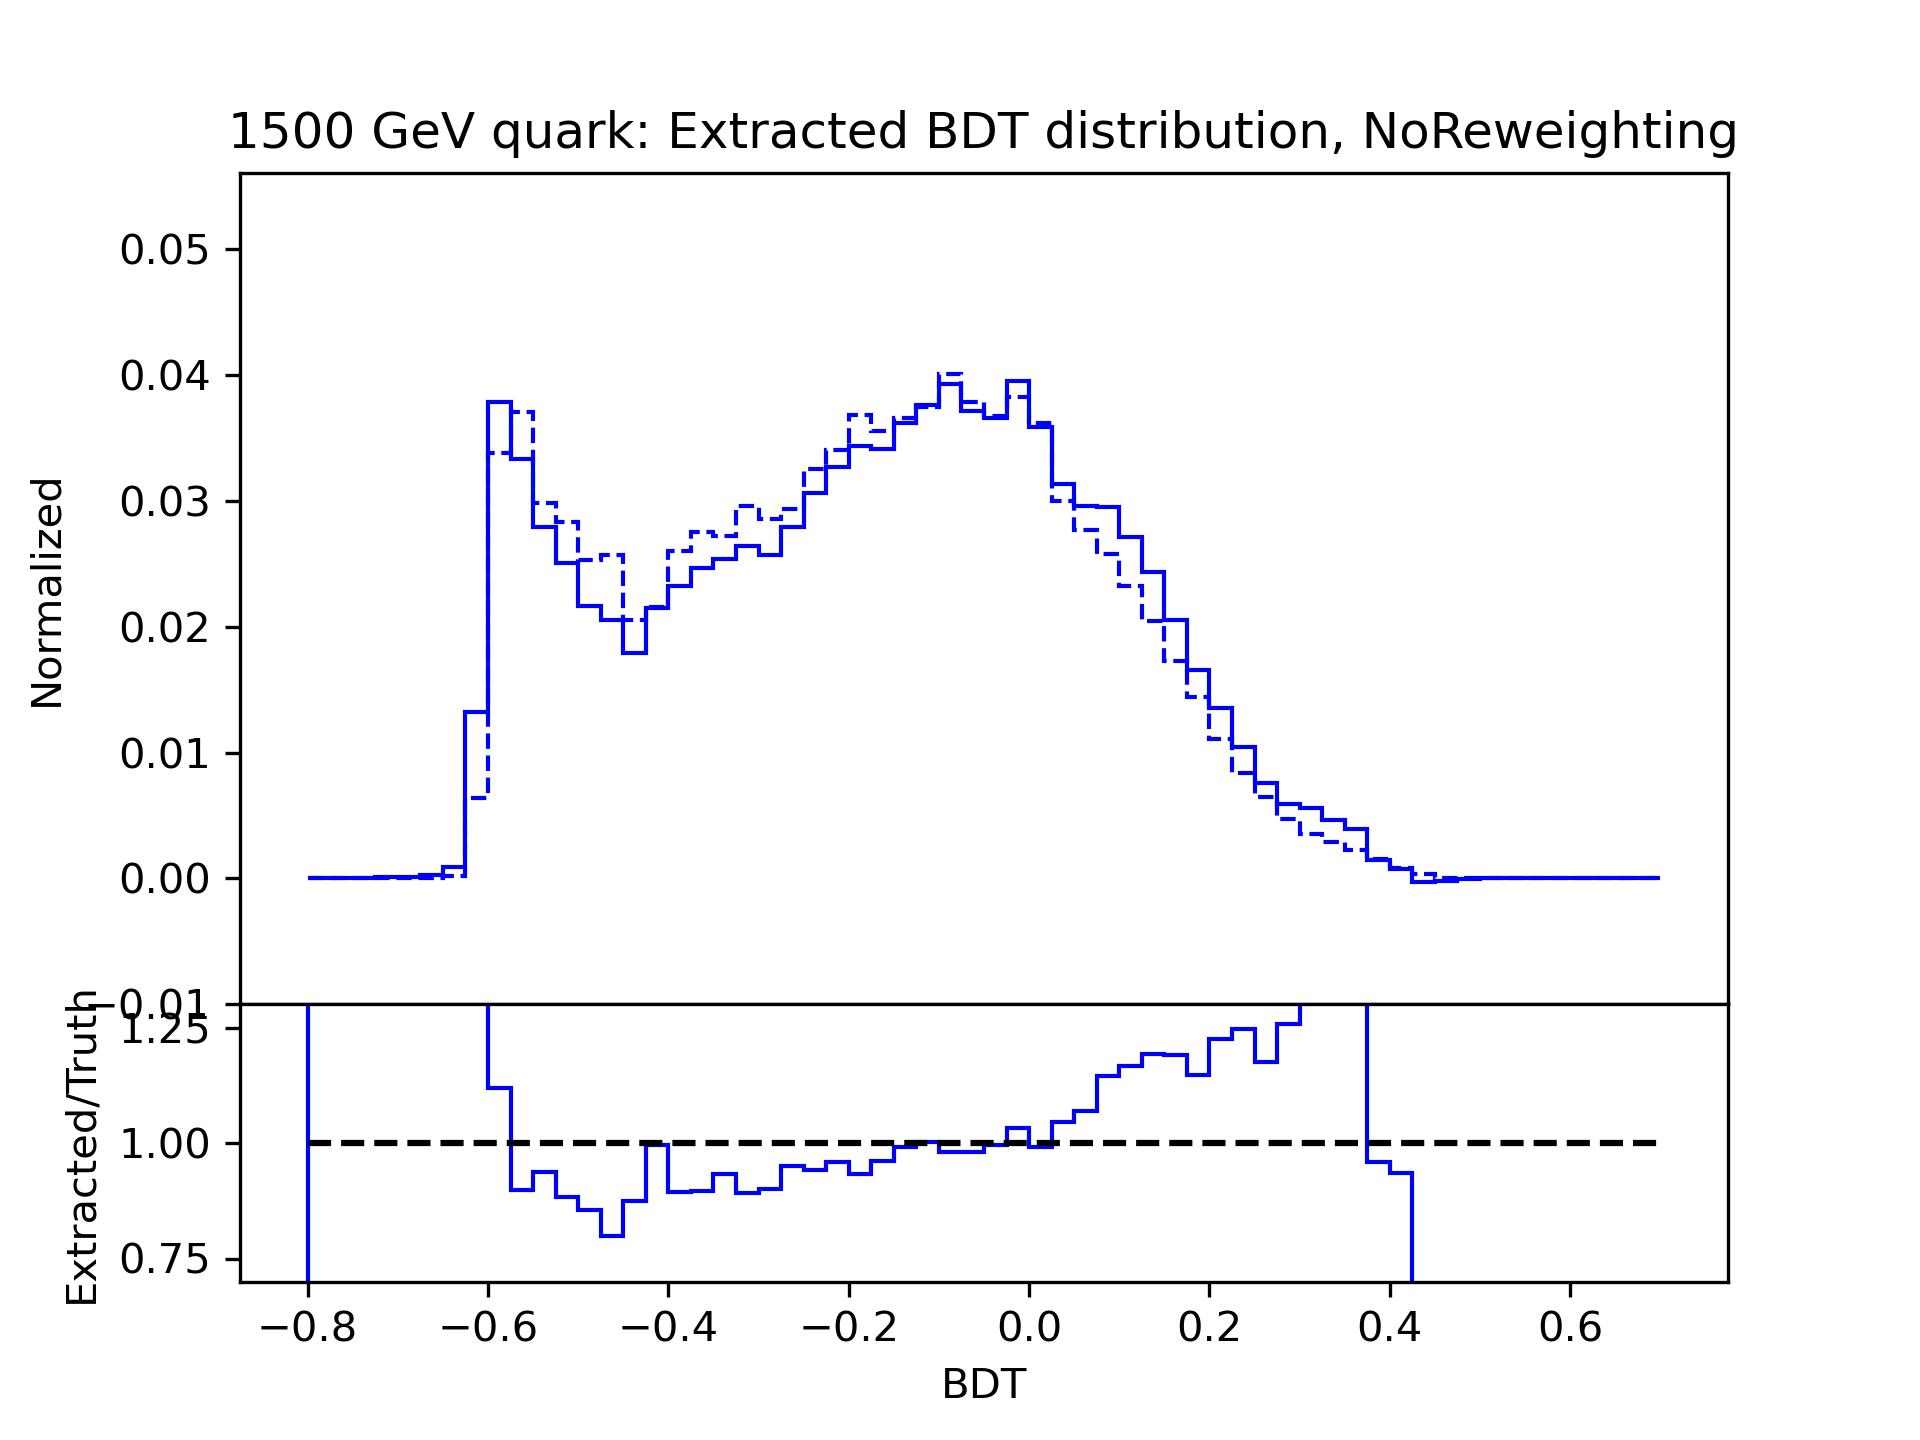 1500 GeV quark: Extracted BDT distribution, NoReweighting
Normalized
0.05
0.04
0.03
0.02
0.01
0.00
−0.01
Extracted/Truth
1.25
1.00
0.75
−0.8 −0.6 −0.4 −0.2 0.0 0.2 0.4 0.6
BDT